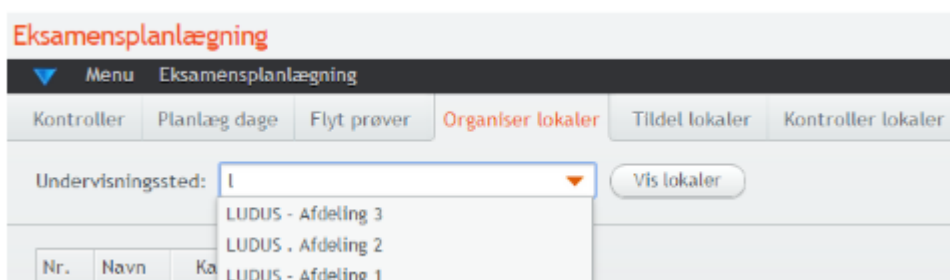 Eksamensplanlægning
Menu Eksamensplanlægning
Kontroller Planlæg dage Flyt prøver Organiser lokaler Tildel lokaler Kontroller lokaler
Undervisningssted: l Vis lokaler
LUDUS - Afdeling 3
LUDUS . Afdeling 2
Nr. Navn Ka
LUDUS - Afdeling 1